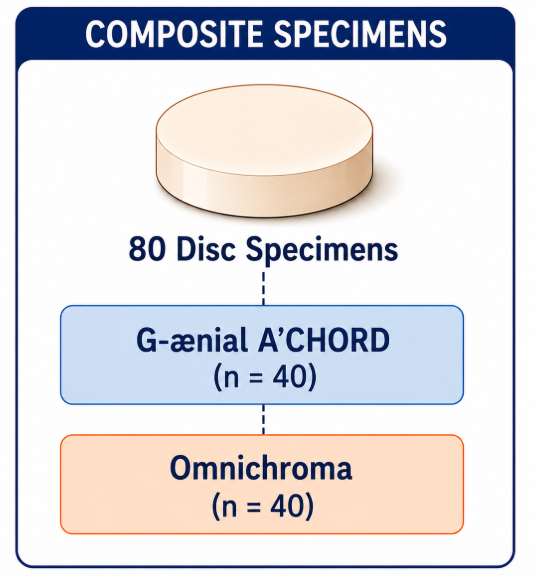 COMPOSITE SPECIMENS
80 Disc Specimens
G-ænial A’CHORD
(n = 40)
Omnichroma
(n = 40)